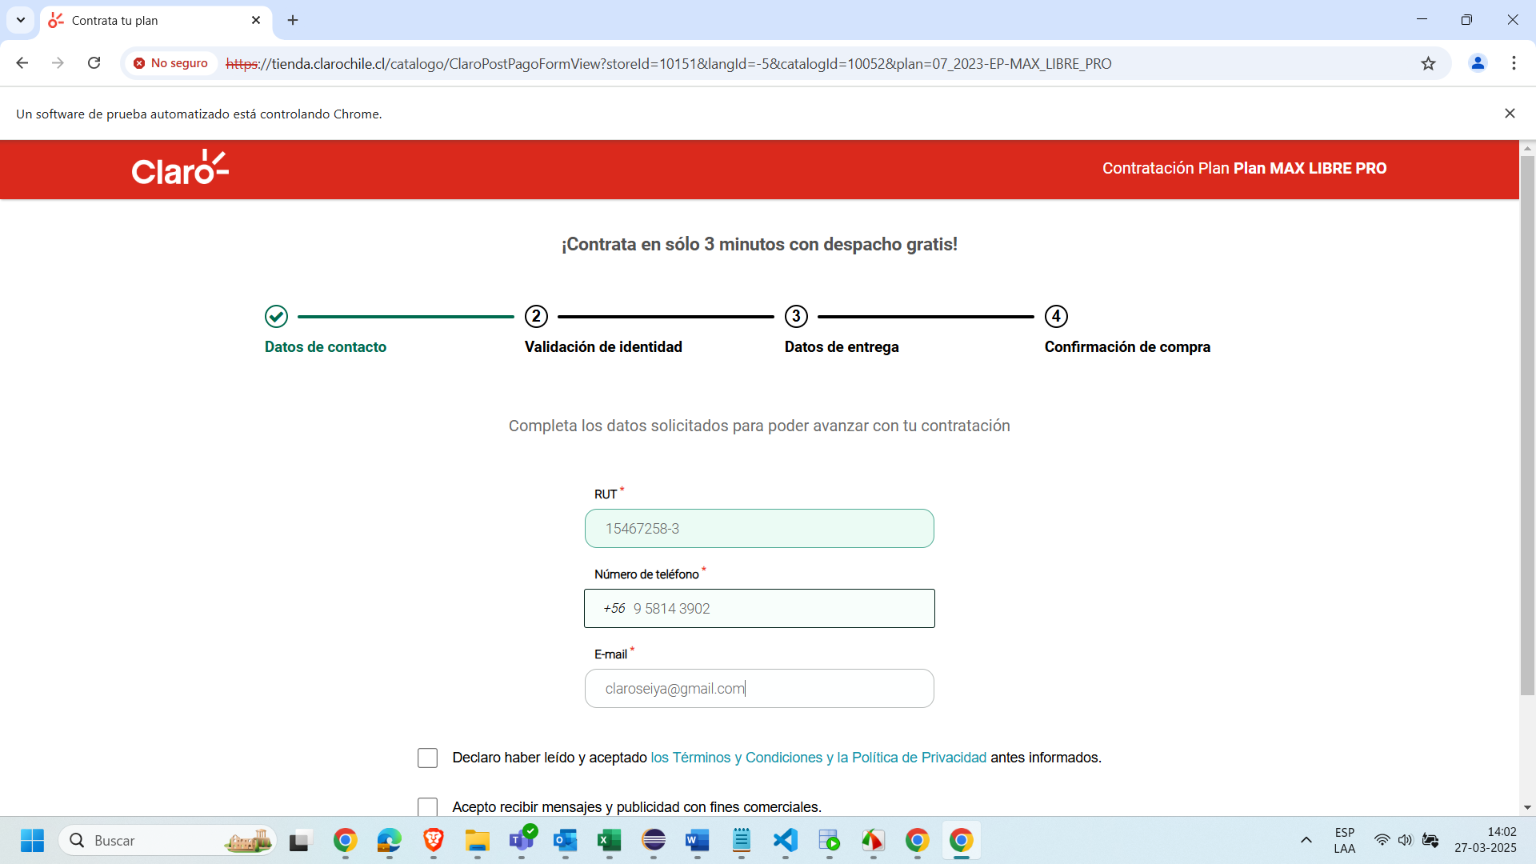 Contrata tu plan
No seguro
https://tienda.clarochile.cl/catalogo/ClaroPostPagoFormView?storeId=10151&langId=-5&catalogId=10052&plan=07_2023-EP-MAX_LIBRE_PRO
Un software de prueba automatizado está controlando Chrome.
Claro
Contratación Plan Plan MAX LIBRE PRO
¡Contrata en sólo 3 minutos con despacho gratis!
2
3
4
Datos de contacto
Validación de identidad
Datos de entrega
Confirmación de compra
Completa los datos solicitados para poder avanzar con tu contratación
RUT *
15467258-3
Número de teléfono *
+56 9 5814 3902
E-mail *
claroseiya@gmail.com
Declaro haber leído y aceptado los Términos y Condiciones y la Política de Privacidad antes informados.
Acepto recibir mensajes y publicidad con fines comerciales.
Buscar
ESP
LAA
14:02
27-03-2025